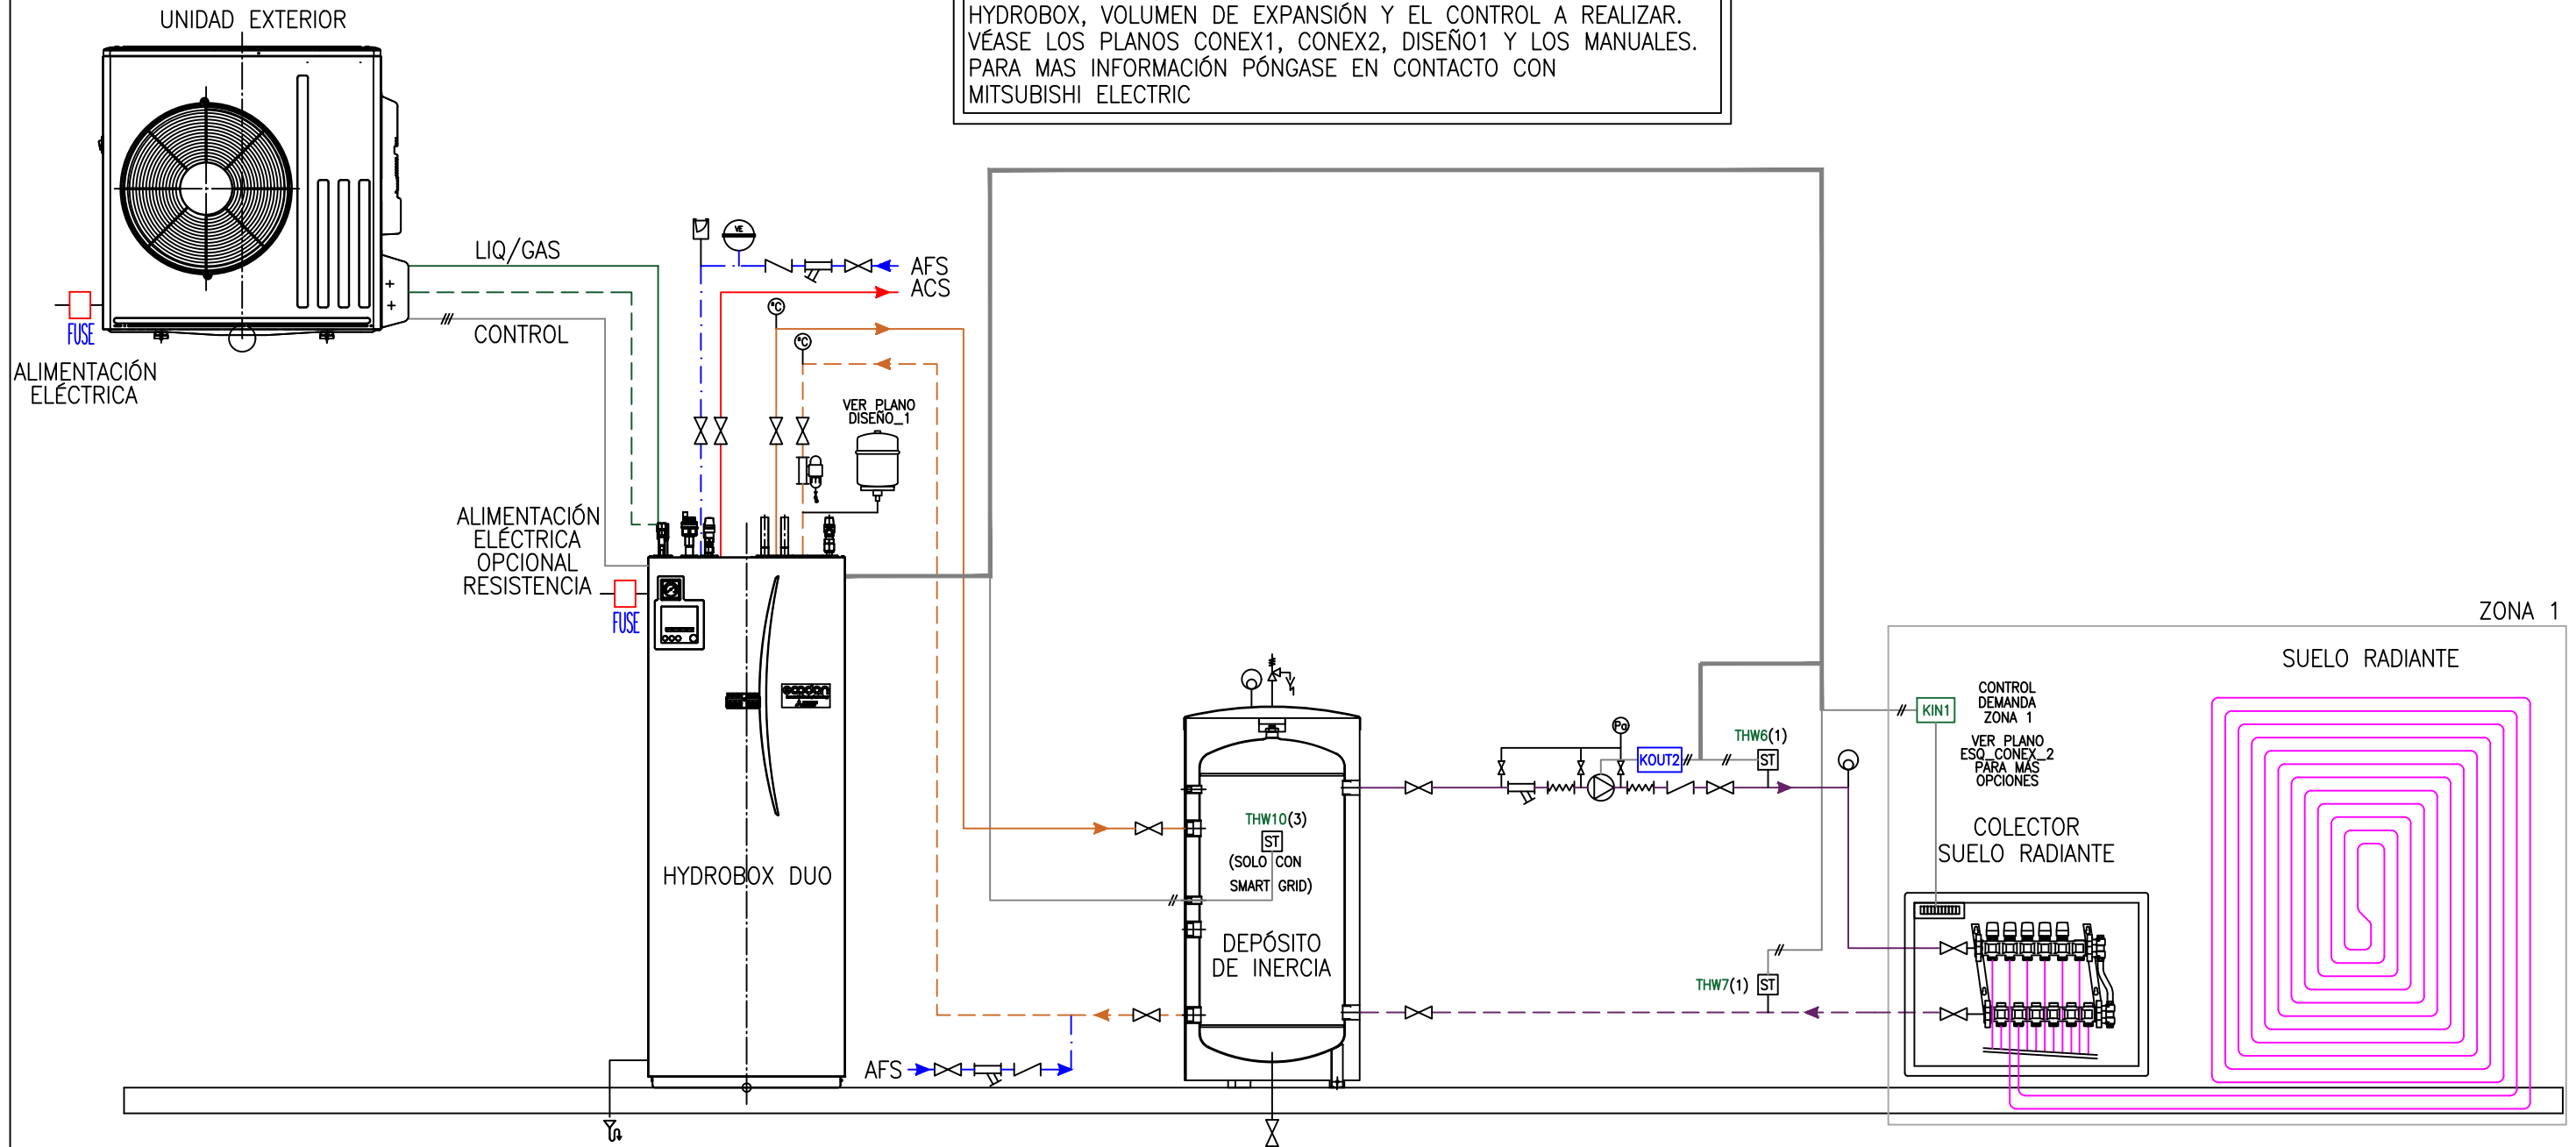 UNIDAD EXTERIOR
HYDROBOX, VOLUMEN DE EXPANSIÓN Y EL CONTROL A REALIZAR.
VÉASE LOS PLANOS CONEX1, CONEX2, DISEÑO1 Y LOS MANUALES.
PARA MAS INFORMACIÓN PÓNGASE EN CONTACTO CON
MITSUBISHI ELECTRIC
LIQ/GAS
CONTROL
FUSE
ALIMENTACIÓN
ELÉCTRICA
VE
AFS
ACS
°C
°C
VER PLANO
DISEÑO_1
ALIMENTACIÓN
ELÉCTRICA
OPCIONAL
RESISTENCIA
FUSE
ecodan
HYDROBOX DUO
AFS
THW10(3)
ST
(SOLO CON
SMART GRID)
DEPÓSITO
DE INERCIA
Pa
KOUT2
THW6(1)
ST
THW7(1)
ST
ZONA 1
SUELO RADIANTE
KIN1
CONTROL
DEMANDA
ZONA 1
VER PLANO
ESQ_CONEX_2
PARA MÁS
OPCIONES
COLECTOR
SUELO RADIANTE